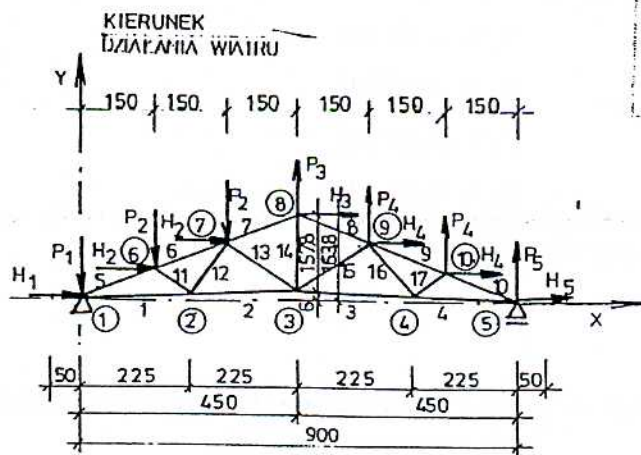 KIERUNEK
DZIAŁANIA WIATRU
Y
150 150. 150 150 150. 150
P3
P2 8 H3 P4
P2 H2 7 7 8 9 H4 P4
P1 H2 6 6 13 14 1578 1638 15 16 9 10 H4 P5
H1 5 11 12 17 10 H5
1 1 2 2 3 6 3 4 4 5 X
50 225 225 225 225 50
450 450
900